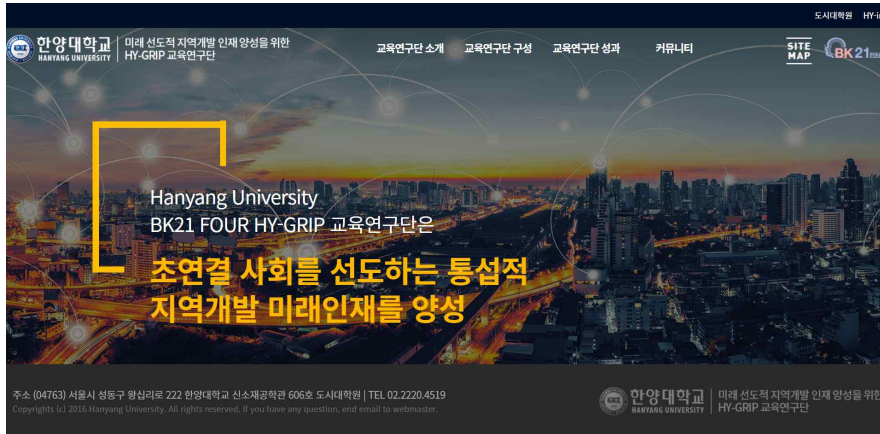 도시대학원 HY-in
한양대학교
HANYANG UNIVERSITY
미래 선도적 지역개발 인재 양성을 위한
HY-GRIP 교육연구단
교육연구단 소개 교육연구단 구성 교육연구단 성과 커뮤니티
SITE
MAP
BK21
Hanyang University
BK21 FOUR HY-GRIP 교육연구단은
초연결 사회를 선도하는 통섭적
지역개발 미래인재를 양성
주소 (04763) 서울시 성동구 왕십리로 222 한양대학교 신소재공학관 606호 도시대학원 | TEL 02.2220.4519
Copyrights (c) 2016 Hanyang University. All rights reserved. If you have any question, end email to webmaster.
한양대학교
HANYANG UNIVERSITY
미래 선도적 지역개발 인재 양성을 위한
HY-GRIP 교육연구단